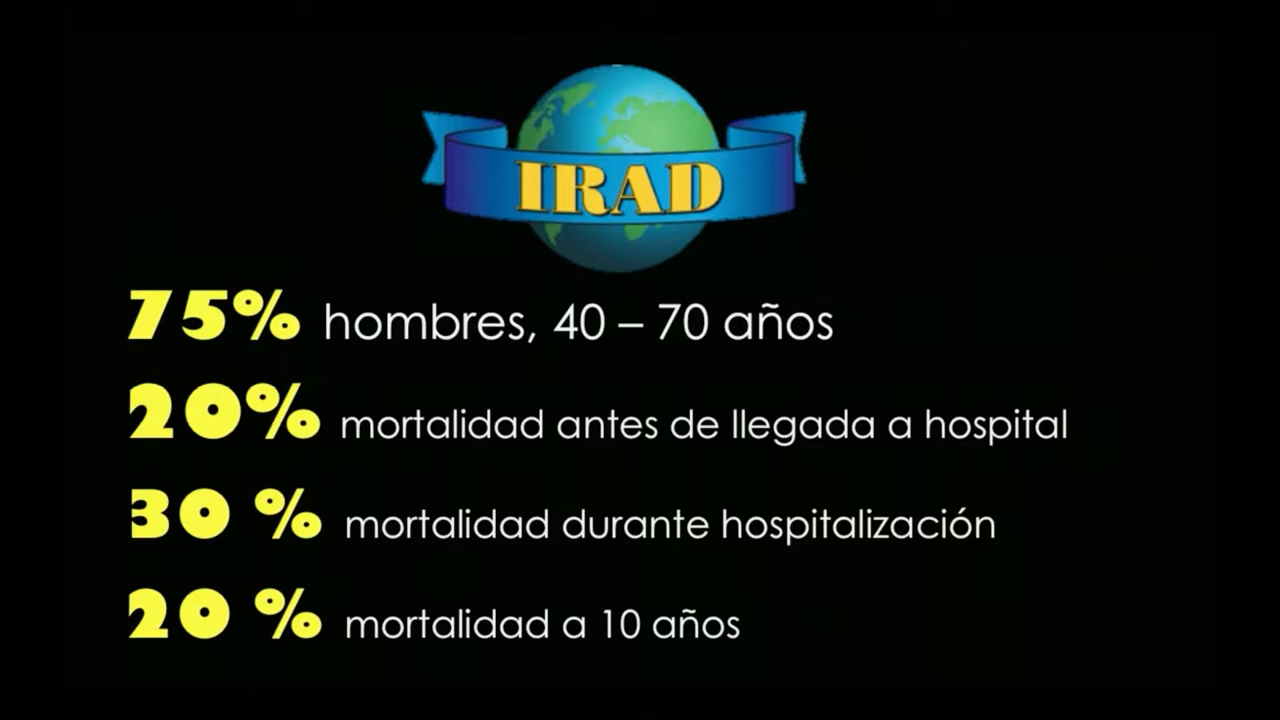 IRAD
75% hombres, 40 – 70 años
20% mortalidad antes de llegada a hospital
30 % mortalidad durante hospitalización
20 % mortalidad a 10 años